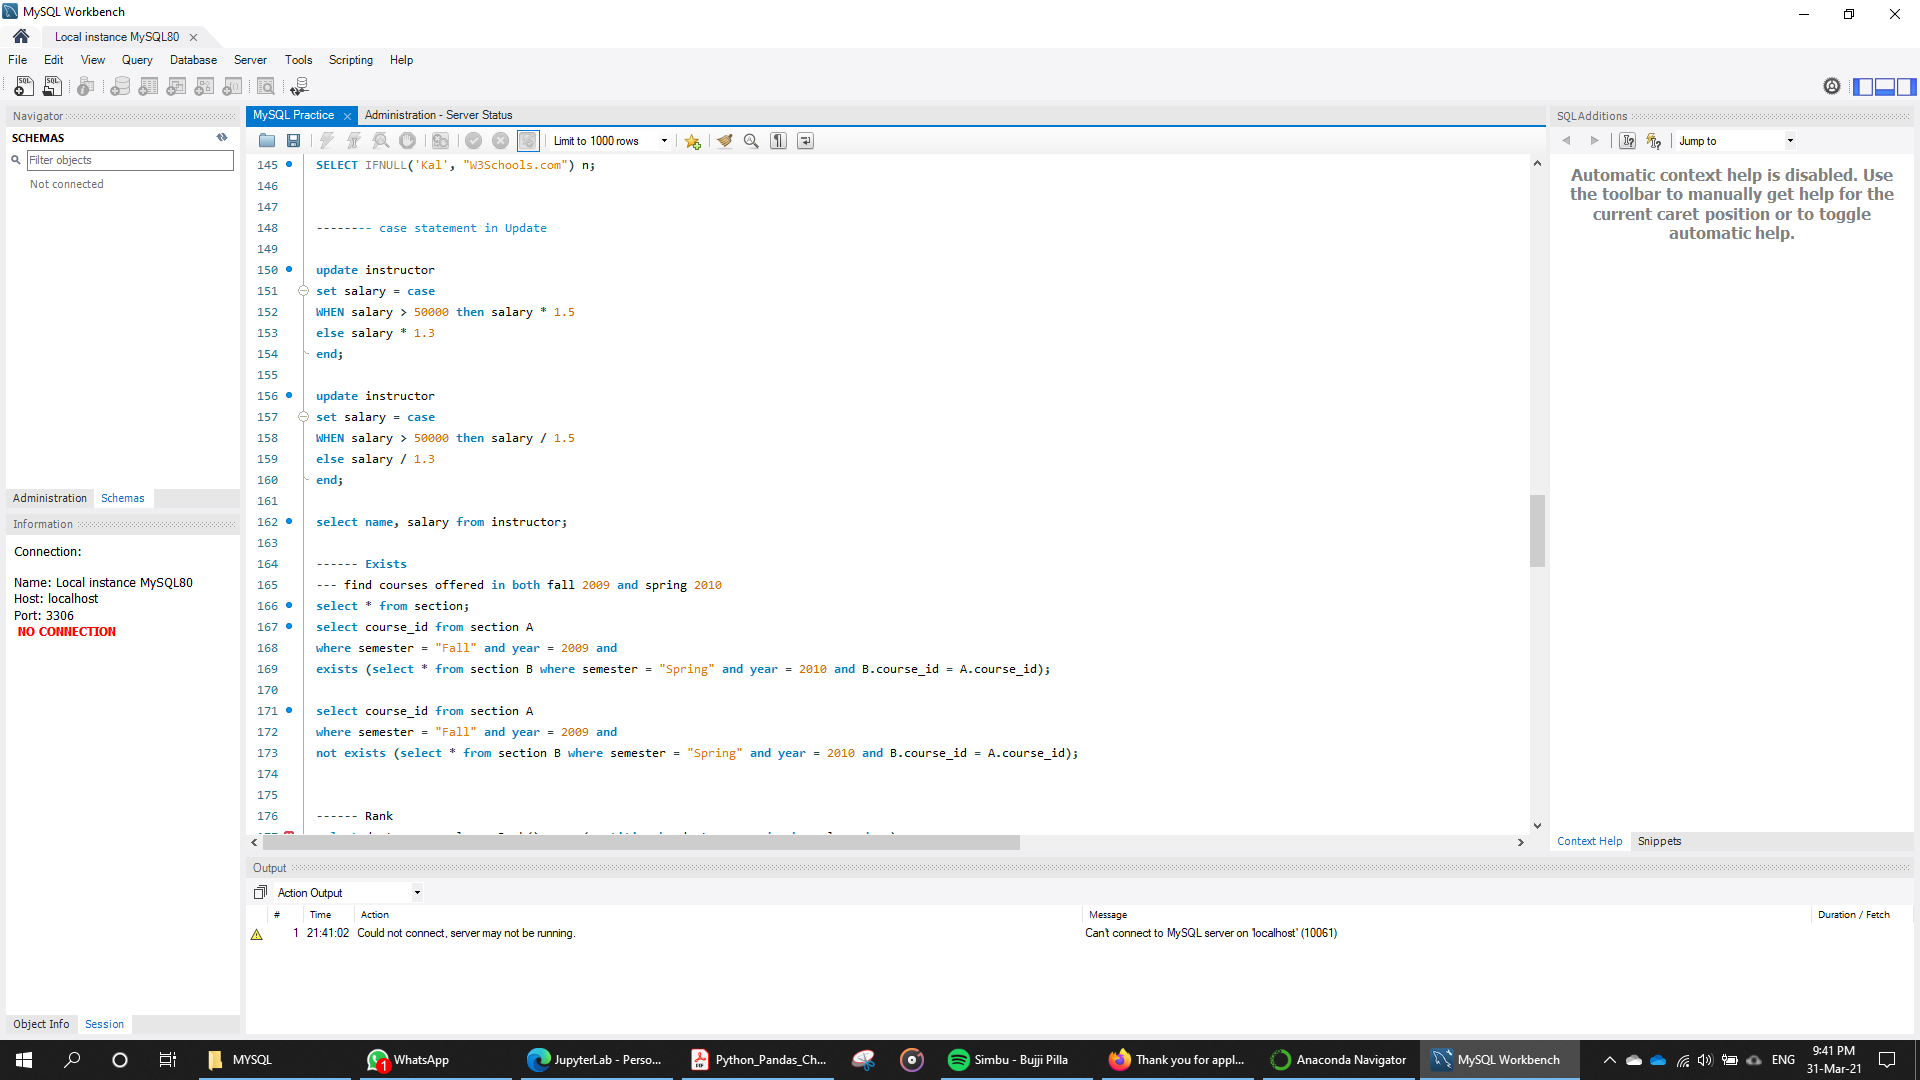 MySQL Workbench
Local instance MySQL80
File Edit View Query Database Server Tools Scripting Help
Navigator
SCHEMAS
Filter objects
Not connected
Administration Schemas
Information
Connection:
Name: Local instance MySQL80
Host: localhost
Port: 3306
NO CONNECTION
Object Info Session
MySQL Practice Administration - Server Status
Limit to 1000 rows
145 SELECT IFNULL('Kal', "W3Schools.com") n;
146
147
148 -------- case statement in Update
149
150 update instructor
151 set salary = case
152 WHEN salary > 50000 then salary * 1.5
153 else salary * 1.3
154 end;
155
156 update instructor
157 set salary = case
158 WHEN salary > 50000 then salary / 1.5
159 else salary / 1.3
160 end;
161
162 select name, salary from instructor;
163
164 ------ Exists
165 --- find courses offered in both fall 2009 and spring 2010
166 select * from section;
167 select course_id from section A
168 where semester = "Fall" and year = 2009 and
169 exists (select * from section B where semester = "Spring" and year = 2010 and B.course_id = A.course_id);
170
171 select course_id from section A
172 where semester = "Fall" and year = 2009 and
173 not exists (select * from section B where semester = "Spring" and year = 2010 and B.course_id = A.course_id);
174
175
176 ------ Rank
SQLAdditions
Jump to
Automatic context help is disabled. Use
the toolbar to manually get help for the
current caret position or to toggle
automatic help.
Context Help Snippets
Output
Action Output
# Time Action Message Duration / Fetch
1 21:41:02 Could not connect, server may not be running. Can't connect to MySQL server on 'localhost' (10061)
MYSQL
1 WhatsApp
JupyterLab - Perso...
Python_Pandas_Ch...
Simbu - Bujji Pilla
Thank you for appl...
Anaconda Navigator
MySQL Workbench
ENG
9:41 PM
31-Mar-21